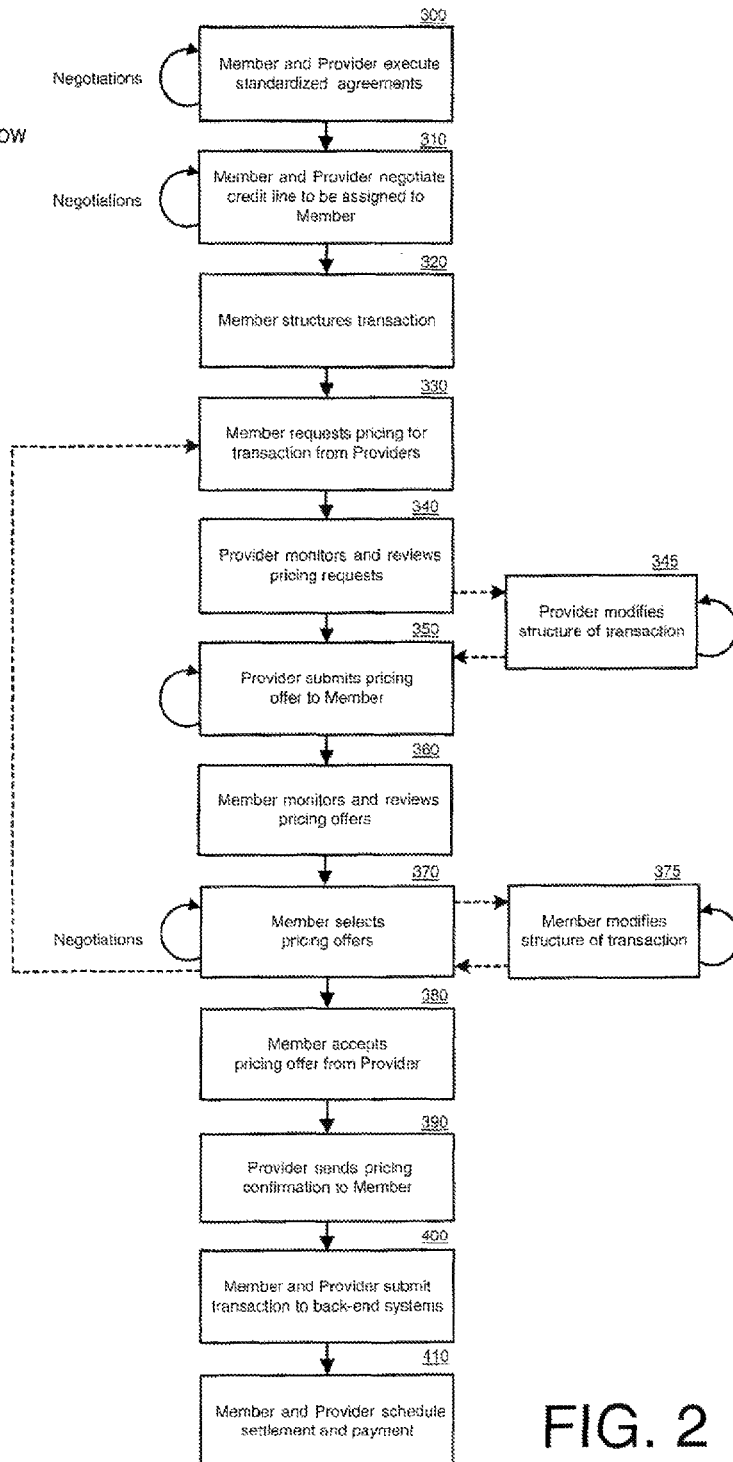 300
Negotiations
Member and Provider execute
standardized agreements
ow
310
Negotiations
Member and Provider negotiate
credit line to be assigned to
Member
320
Member structures transaction
330
Member requests pricing for
transaction from Providers
340
Provider monitors and reviews
pricing requests
345
Provider modifies
structure of transaction
350
Provider submits pricing
offer to Member
360
Member monitors and reviews
pricing offers
370
Negotiations
Member selects
pricing offers
375
Member modifies
structure of transaction
380
Member accepts
pricing offer from Provider
390
Provider sends pricing
confirmation to Member
400
Member and Provider submit
transaction to back-end systems
410
Member and Provider schedule
settlement and payment
FIG. 2